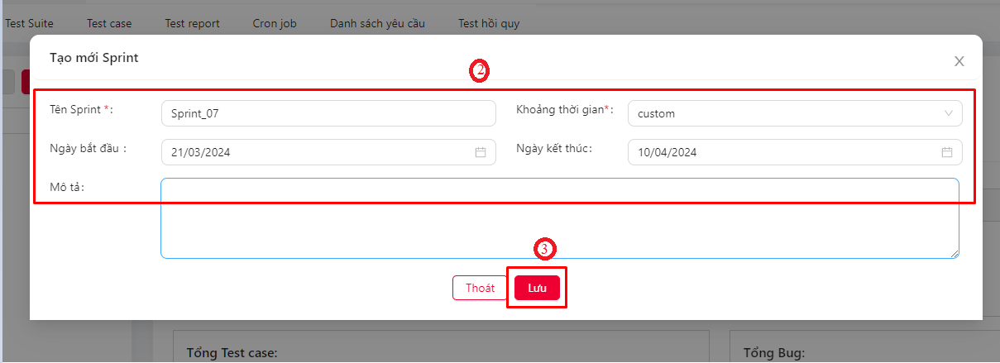 Test Suite Test case Test report Cron job Danh sách yêu cầu Test hồi quy
Tạo mới Sprint
2
Tên Sprint *: Sprint_07 Khoảng thời gian*: custom
Ngày bắt đầu : 21/03/2024 Ngày kết thúc: 10/04/2024
Mô tả:
3
Thoát Lưu
Tổng Test case: Tổng Bug: